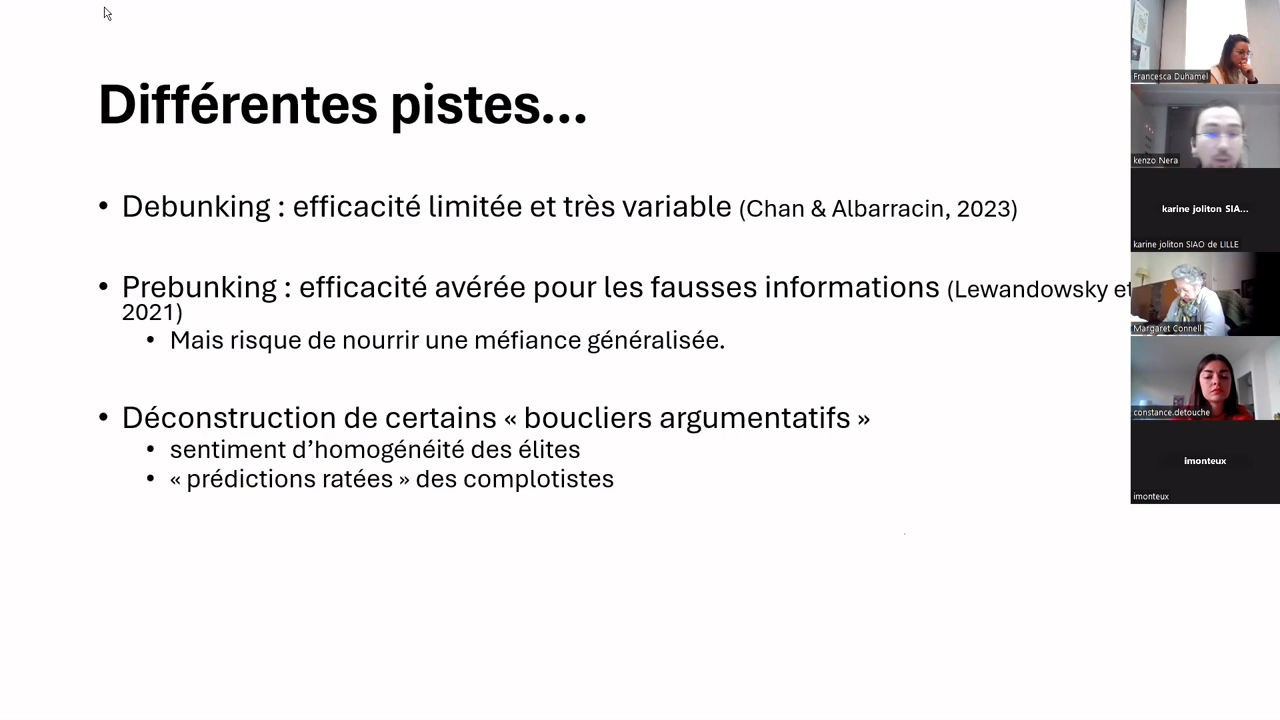 Différentes pistes...
• Debunking : efficacité limitée et très variable (Chan & Albarracin, 2023)
• Prebunking : efficacité avérée pour les fausses informations (Lewandowsky et
2021)
• Mais risque de nourrir une méfiance généralisée.
• Déconstruction de certains « boucliers argumentatifs »
• sentiment d’homogénéité des élites
• « prédictions ratées » des complotistes
Francesca Duhamel
kenzo Nera
karine joliton SIA...
karine joliton SIAO de LILLE
Margaret Connell
constance.detouche
imonteux
imonteux